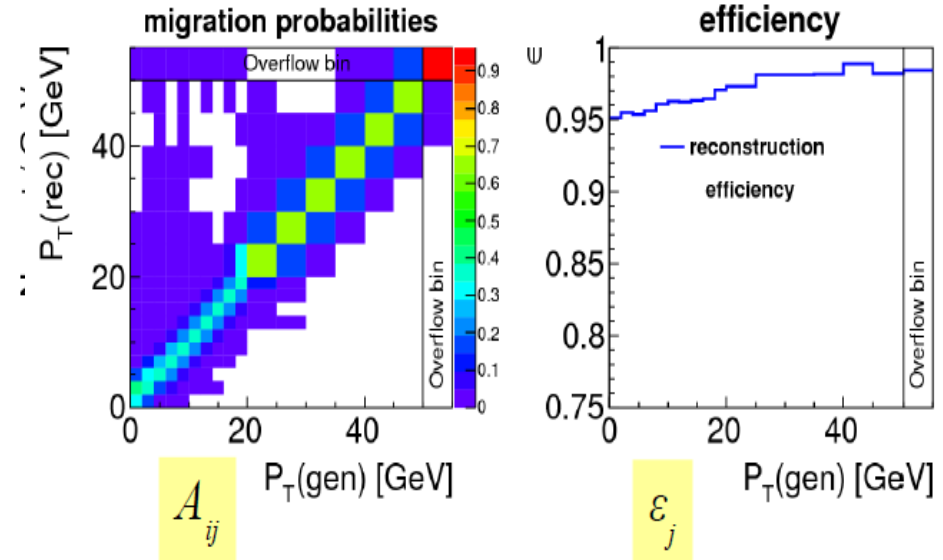 migration probabilities
P_T(rec) [GeV]
Overflow bin
40
20
0
0
20
40
Overflow bin
0.9
0.8
0.7
0.6
0.5
0.4
0.3
0.2
0.1
0
P_T(gen) [GeV]
A_ij
efficiency
ϵ
1
0.95
0.9
0.85
0.8
0.75
reconstruction
efficiency
Overflow bin
0
20
40
P_T(gen) [GeV]
ε_j